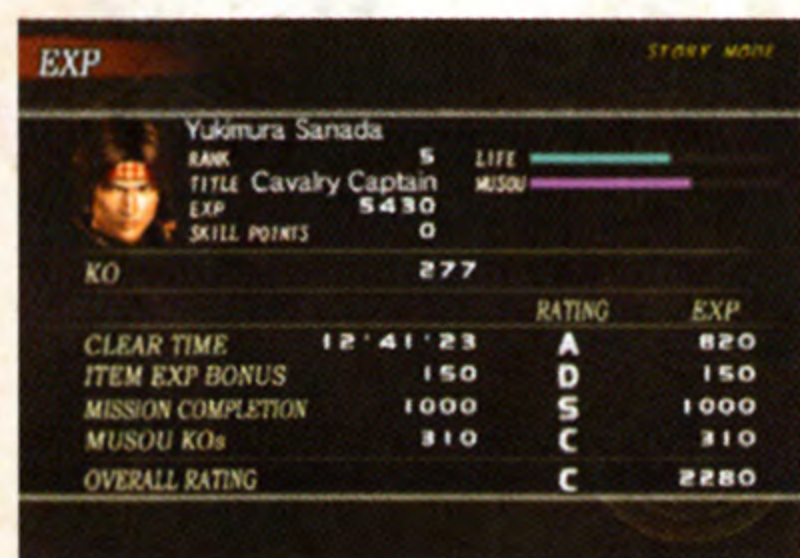 EXP
STORY MODE
Yukimura Sanada
RANK 5 LIFE
TITLE Cavalry Captain MUSOU
EXP 5430
SKILL POINTS 0
KO 277
RATING EXP
CLEAR TIME 12'41'23 A 820
ITEM EXP BONUS 150 D 150
MISSION COMPLETION 1000 S 1000
MUSOU KOs 310 C 310
OVERALL RATING C 2280